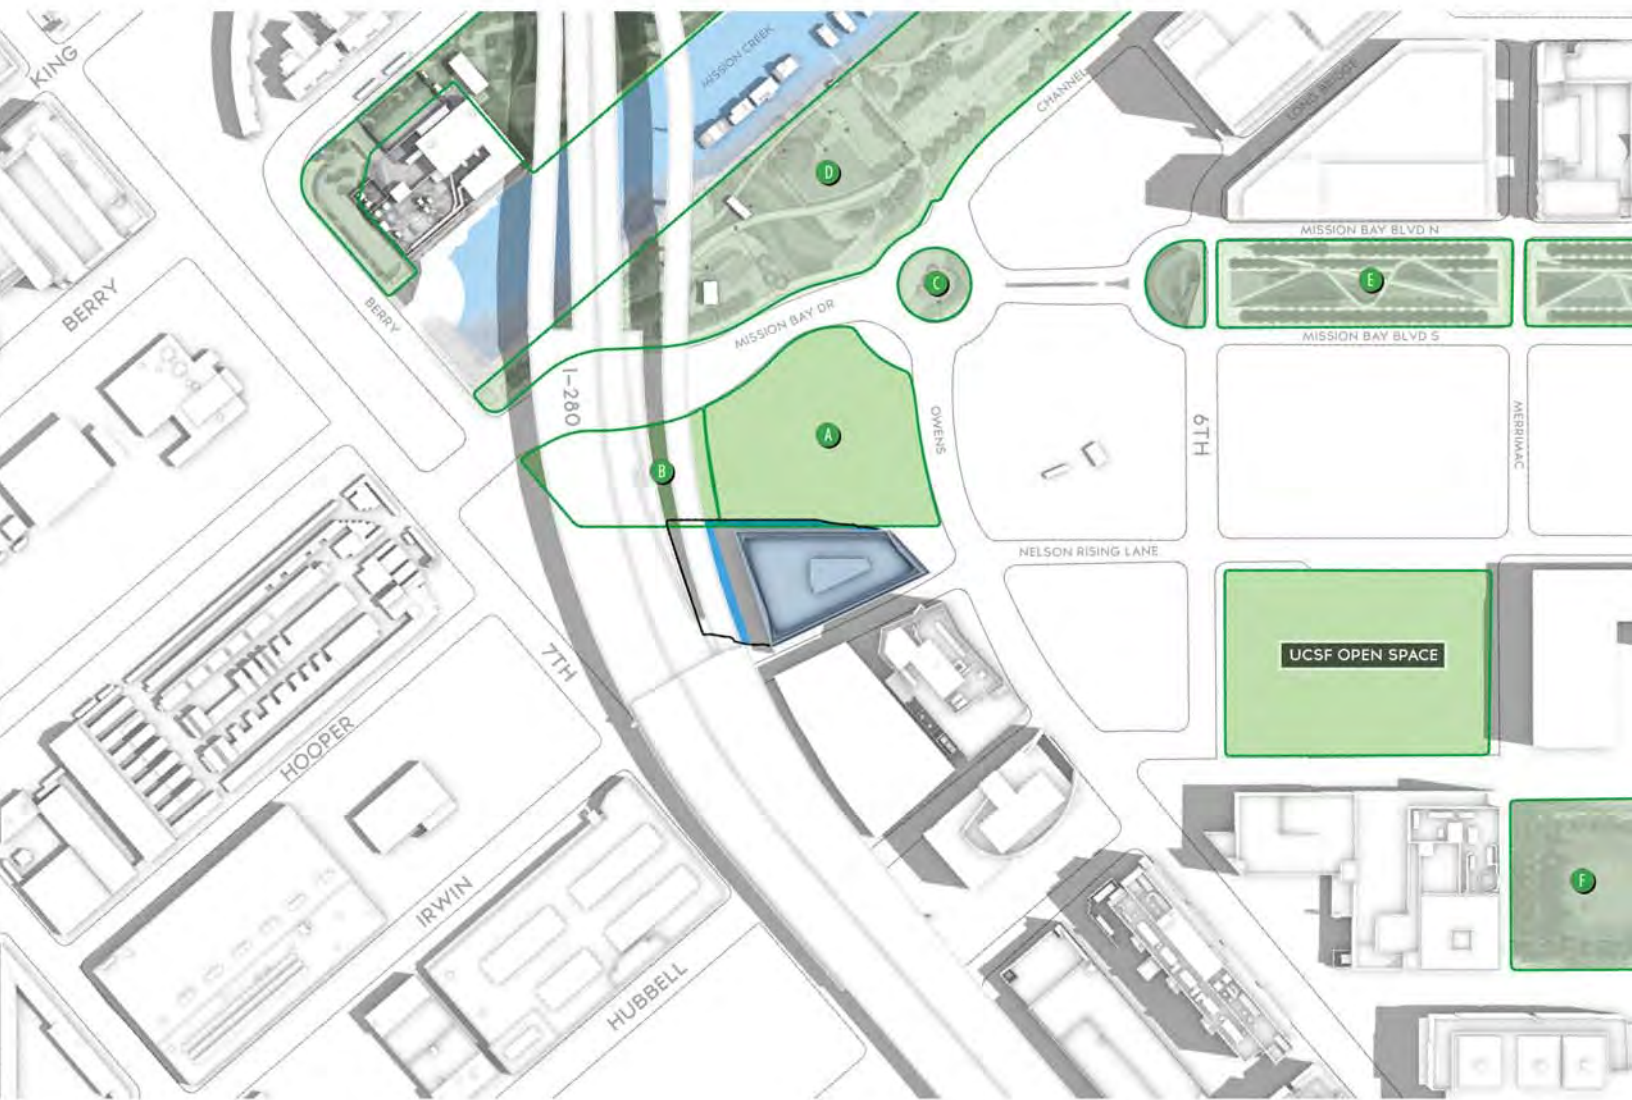 KING
MISSION CREEK
CHANNEL
LONG BRIDGE
D
MISSION BAY BLVD N
BERRY
BERRY
C
E
MISSION BAY DR
MISSION BAY BLVD S
I-280
OWENS
6TH
MERRIMAC
A
B
NELSON RISING LANE
7TH
UCSF OPEN SPACE
HOOPER
F
IRWIN
HUBBELL